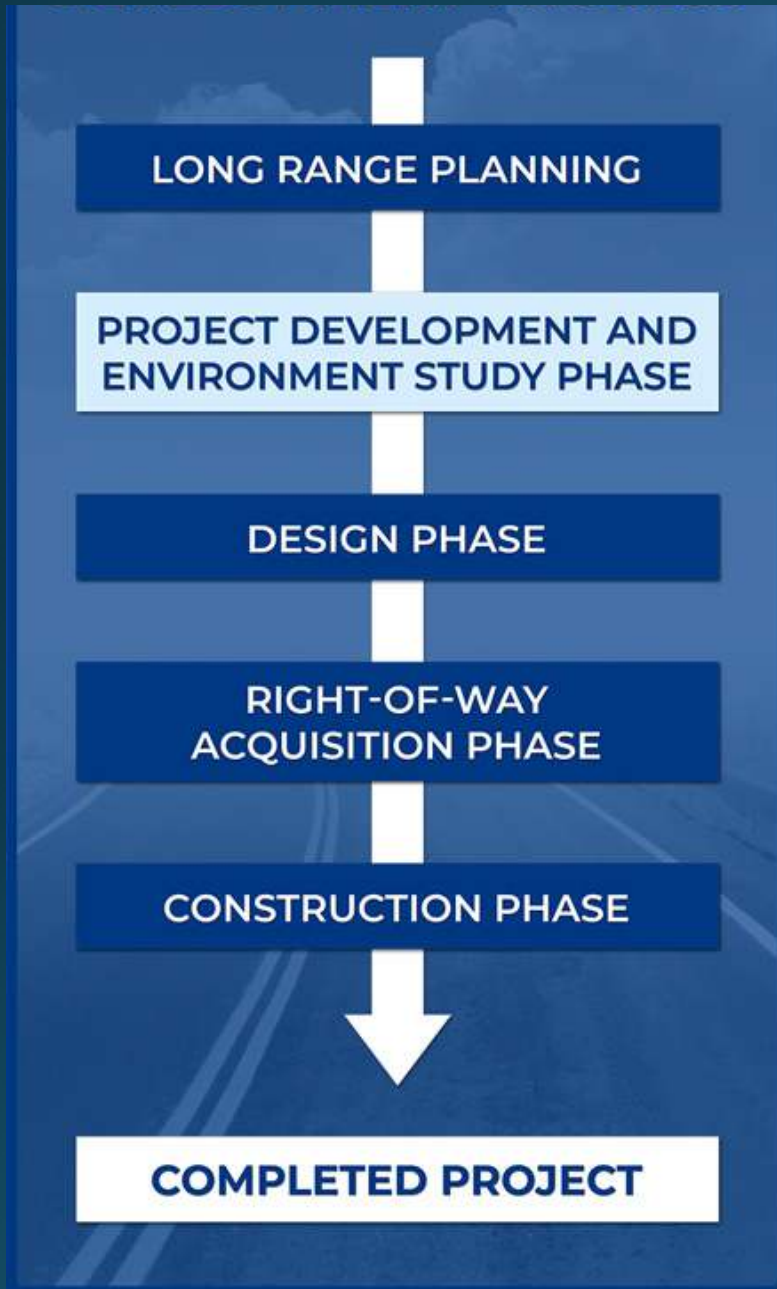 LONG RANGE PLANNING
PROJECT DEVELOPMENT AND
ENVIRONMENT STUDY PHASE
DESIGN PHASE
RIGHT-OF-WAY
ACQUISITION PHASE
CONSTRUCTION PHASE
COMPLETED PROJECT